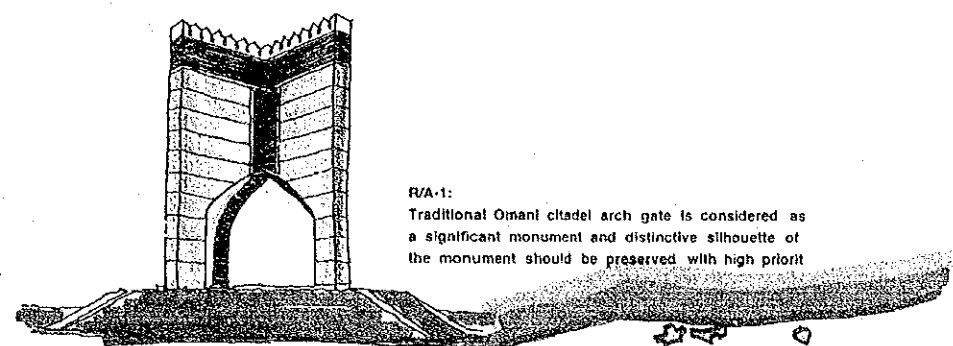 R/A-1:
Traditional Omani citadel arch gate is considered as
a significant monument and distinctive silhouette of
the monument should be preserved with high priorit